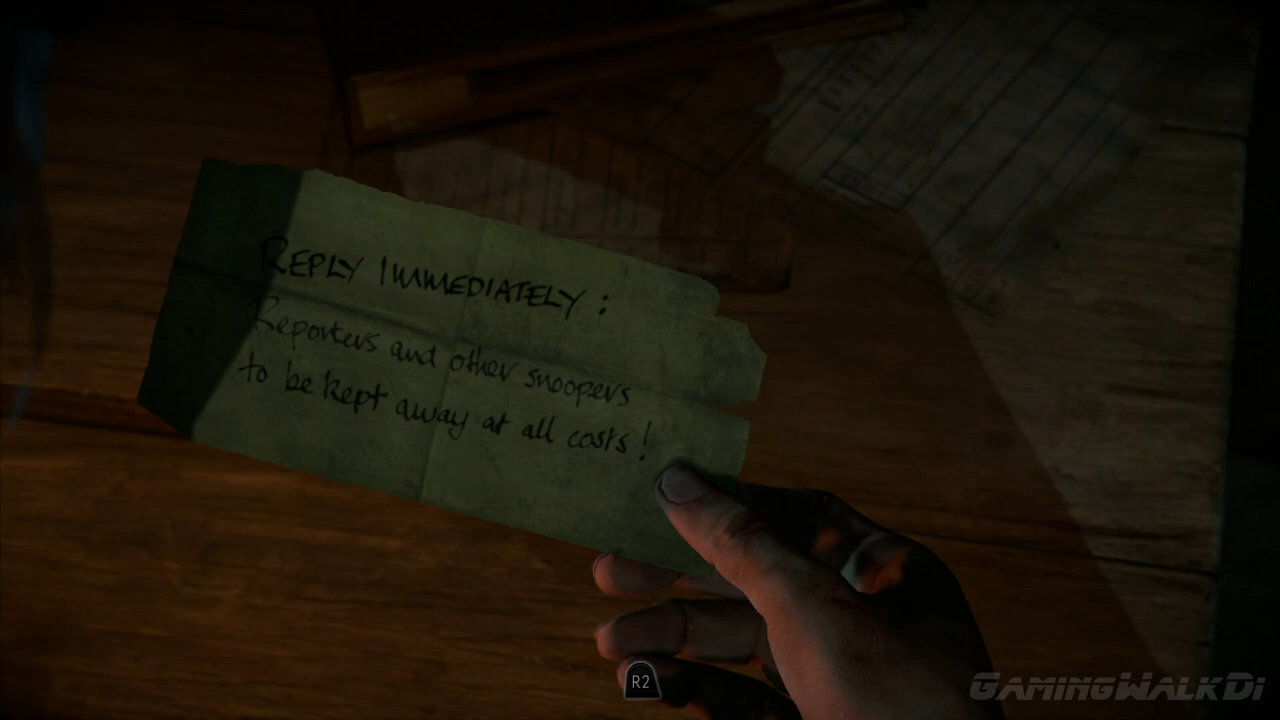 REPLY IMMEDIATELY :
Reporters and other snoopers
to be kept away at all costs!
R2
GAMINGWALKDI